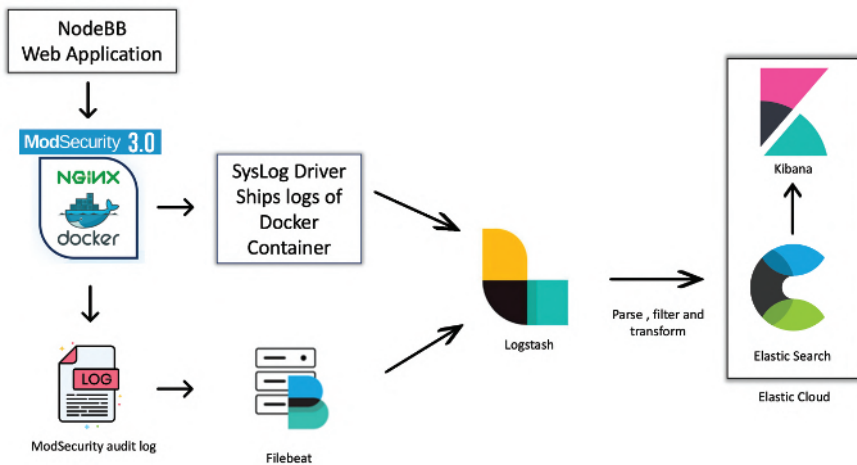 NodeBB
Web Application
ModSecurity 3.0
NGINX
docker
SysLog Driver
Ships logs of
Docker
Container
LOG
ModSecurity audit log
Filebeat
Logstash
Parse , filter and
transform
Kibana
Elastic Search
Elastic Cloud